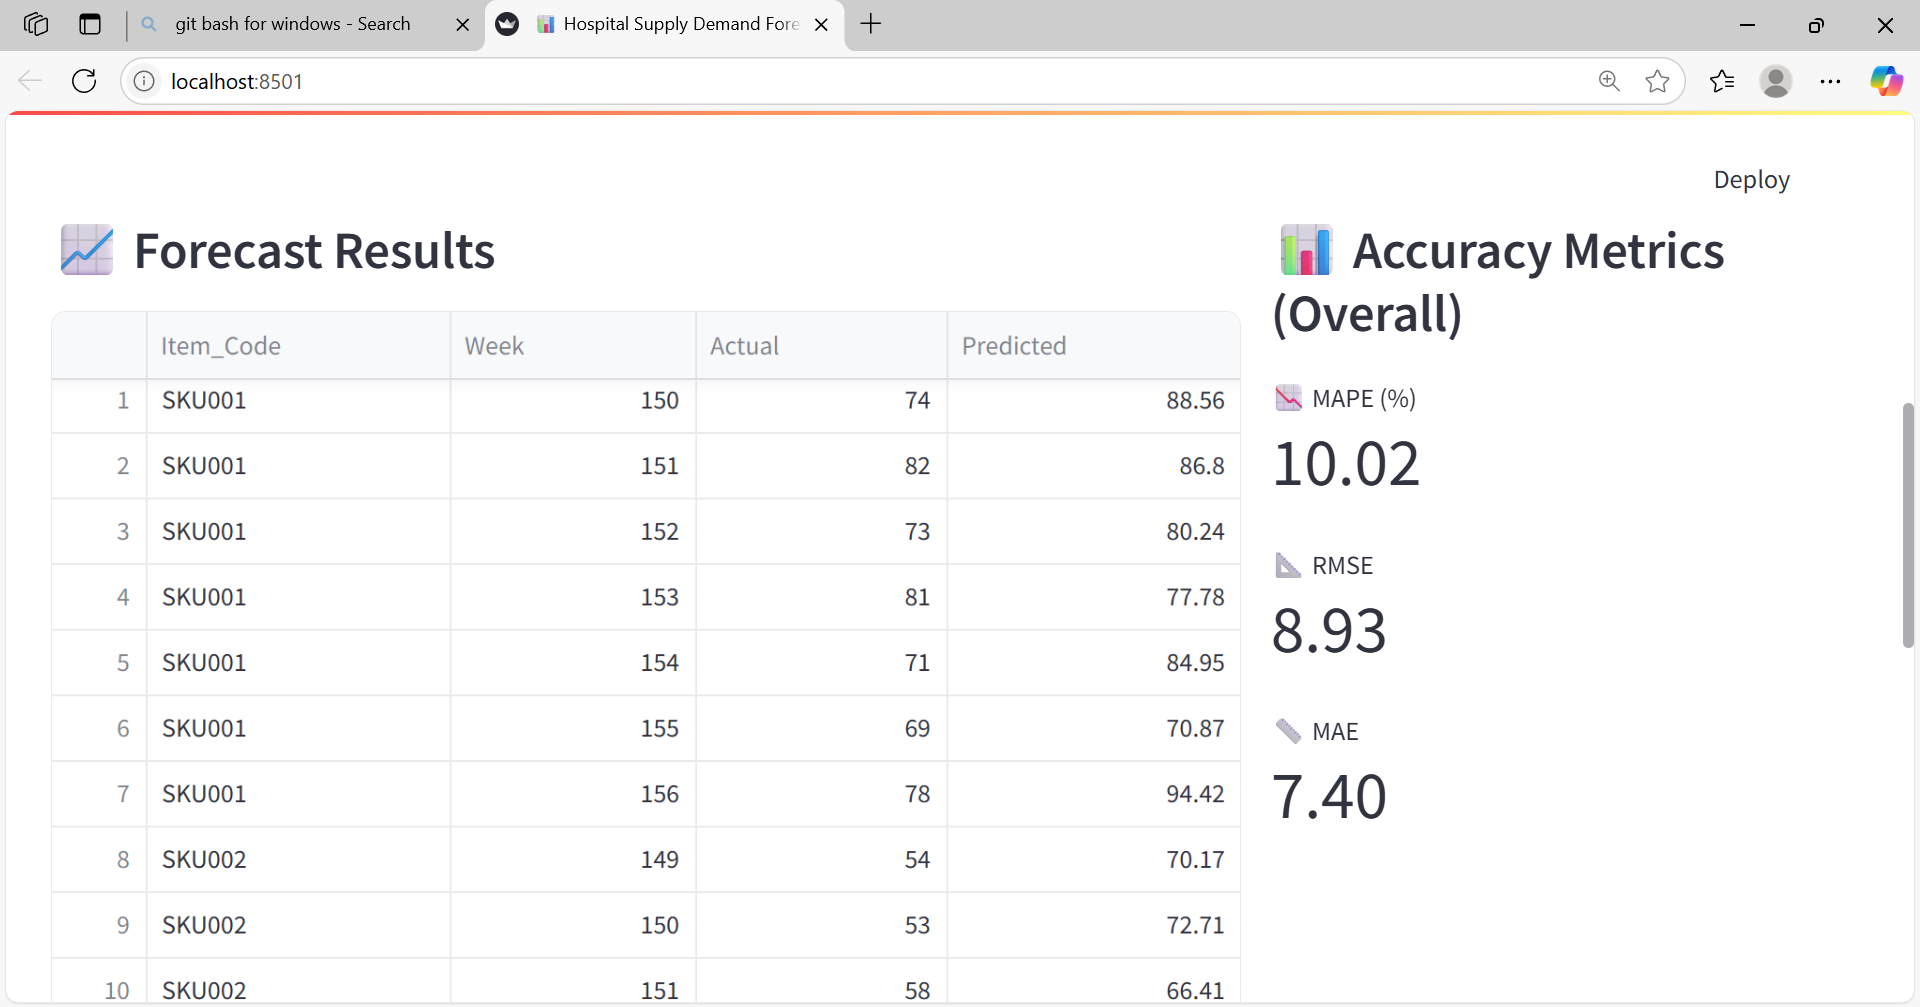 git bash for windows - Search
Hospital Supply Demand Fore
localhost:8501
Deploy
Forecast Results
Item_Code Week Actual Predicted
1 SKU001 150 74 88.56
2 SKU001 151 82 86.8
3 SKU001 152 73 80.24
4 SKU001 153 81 77.78
5 SKU001 154 71 84.95
6 SKU001 155 69 70.87
7 SKU001 156 78 94.42
8 SKU002 149 54 70.17
9 SKU002 150 53 72.71
10 SKU002 151 58 66.41
Accuracy Metrics
(Overall)
MAPE (%)
10.02
RMSE
8.93
MAE
7.40